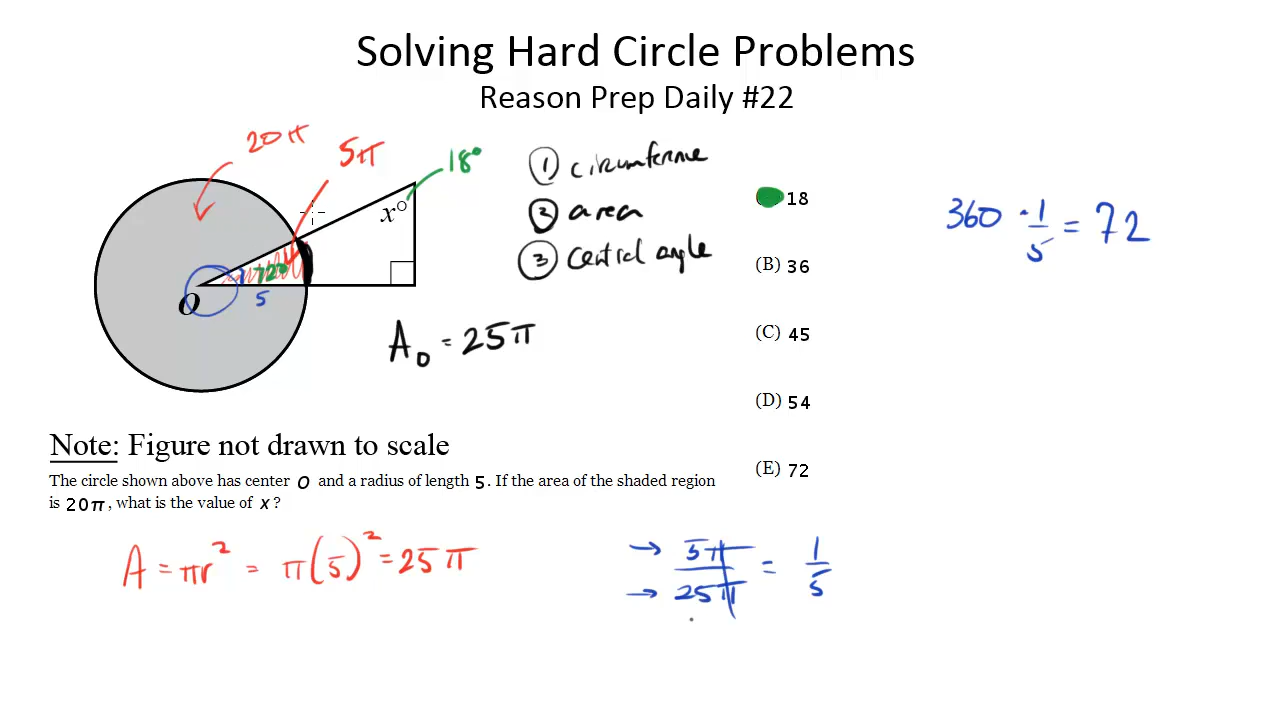 Solving Hard Circle Problems
Reason Prep Daily #22
20π
5π
18°
x°
72°
O
5
① circumference
② area
③ central angle
A₀ = 25π
18
(B) 36
(C) 45
(D) 54
(E) 72
360 · 1/5 = 72
Note: Figure not drawn to scale
The circle shown above has center O and a radius of length 5. If the area of the shaded region
is 20π, what is the value of x?
A = πr² = π(5)² = 25π
→ 5π
→ 25π
= 1/5